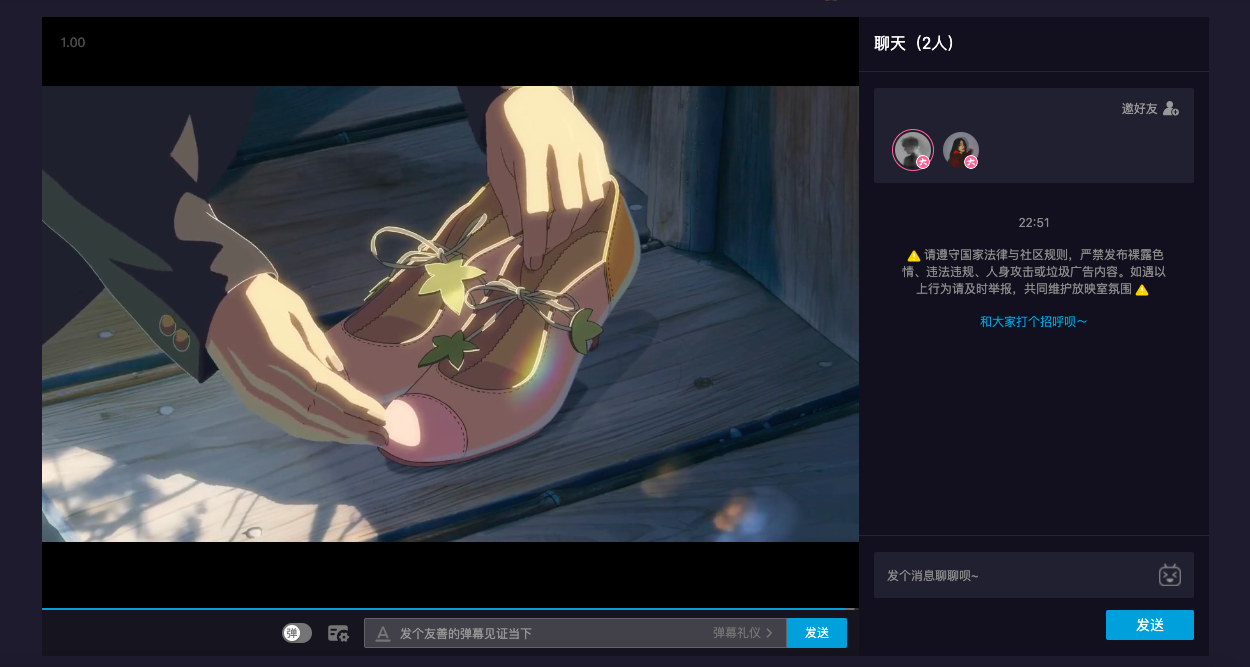 1.00
聊天（2人）
邀好友
大
大
22:51
请遵守国家法律与社区规则，严禁发布裸露色
情、违法违规、人身攻击或垃圾广告内容。如遇以
上行为请及时举报，共同维护放映室氛围
和大家打个招呼呗～
发个消息聊聊呗~
发送
弹
A 发个友善的弹幕见证当下 弹幕礼仪 发送